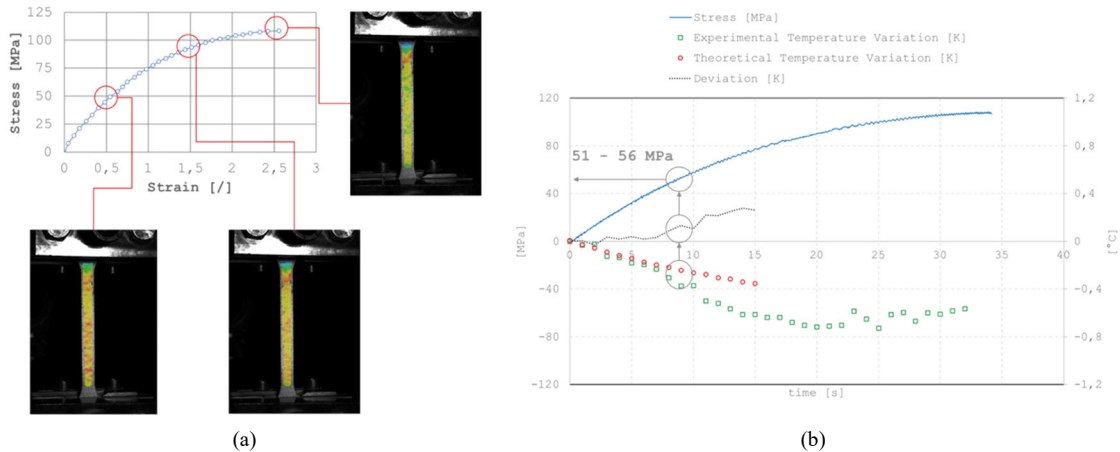 Stress [MPa]
125
100
75
50
25
0
0 0,5 1 1,5 2 2,5 3
Strain [/]
(a)
Stress [MPa]
Experimental Temperature Variation [K]
Theoretical Temperature Variation [K]
Deviation [K]
120 1,2
80 0,8
51 – 56 MPa
40 0,4
0 0
0 5 10 15 20 25 30 35 40
[MPa] [°C]
-40 -0,4
-80 -0,8
-120 -1,2
time [s]
(b)